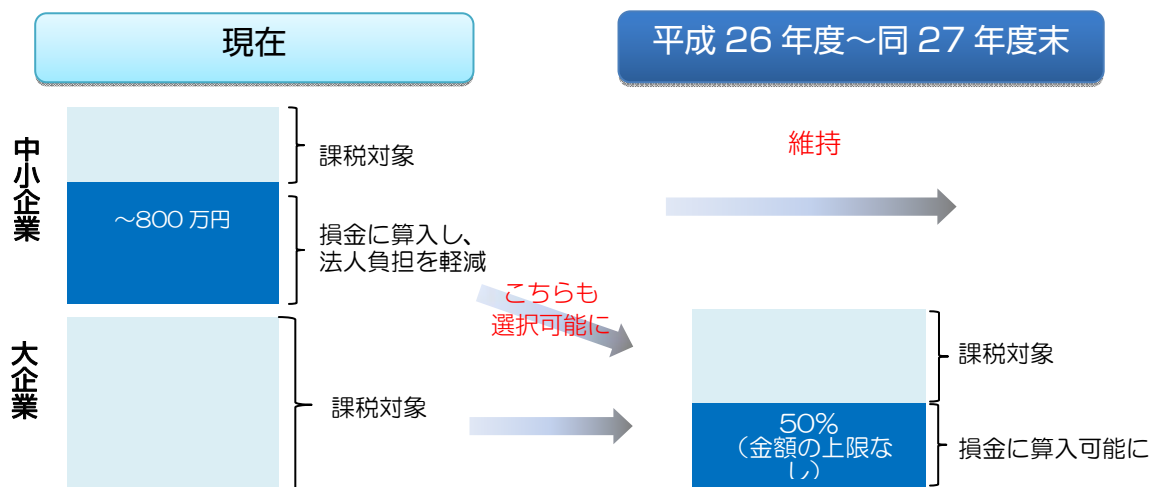 現在
平成 26 年度～同 27 年度末
中小企業
課税対象
～800 万円
損金に算入し、
法人負担を軽減
維持
こちらも
選択可能に
大企業
課税対象
課税対象
50%
（金額の上限な
し）
損金に算入可能に